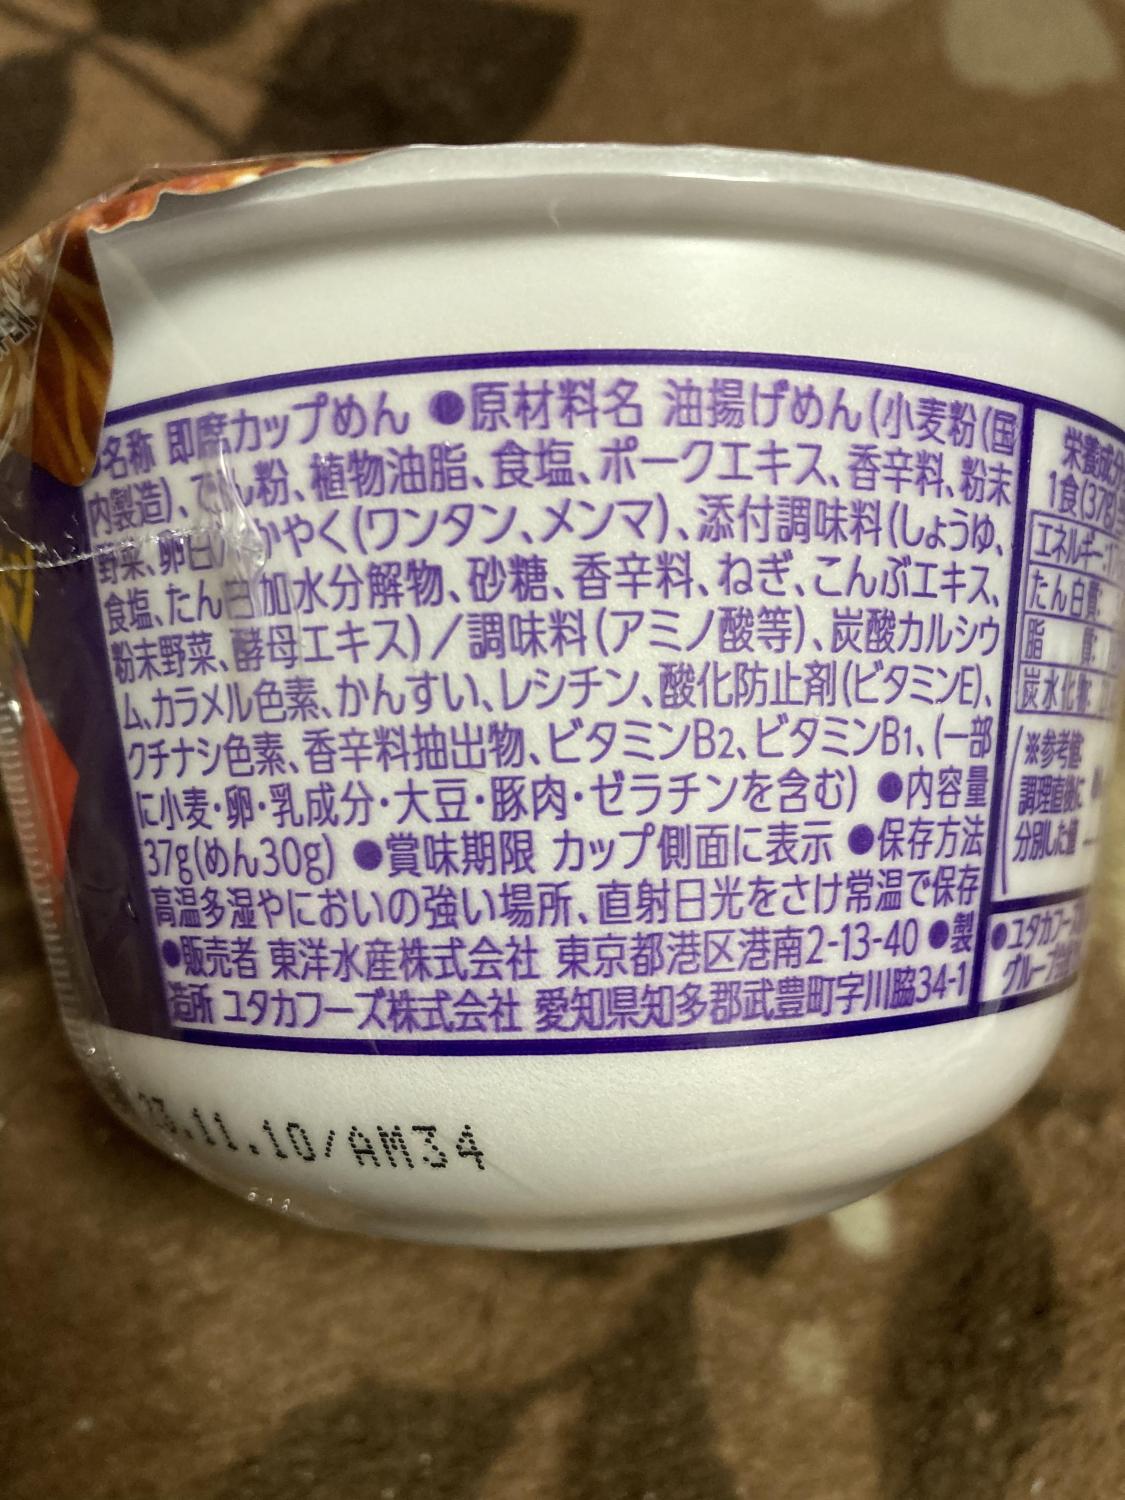 名称 即席カップめん ●原材料名 油揚げめん(小麦粉(国
内製造)、でん粉、植物油脂、食塩、ポークエキス、香辛料、粉末
野菜、卵白)、かやく(ワンタン、メンマ)、添付調味料(しょうゆ、
食塩、たん白加水分解物、砂糖、香辛料、ねぎ、こんぶエキス、
粉末野菜、酵母エキス)/調味料(アミノ酸等)、炭酸カルシウ
ム、カラメル色素、かんすい、レシチン、酸化防止剤(ビタミンE)、
クチナシ色素、香辛料抽出物、ビタミンB2、ビタミンB1、(一部
に小麦・卵・乳成分・大豆・豚肉・ゼラチンを含む) ●内容量
37g(めん30g) ●賞味期限 カップ側面に表示 ●保存方法
高温多湿やにおいの強い場所、直射日光をさけ常温で保存
●販売者 東洋水産株式会社 東京都港区港南2-13-40 ●製
造所 ユタカフーズ株式会社 愛知県知多郡武豊町字川脇34-1
栄養成分
1食(37g)
エネルギー:
たん白質:
脂 質:
炭水化物:
※参考値
調理直後に
分別した値
●ユタカフーズ
グループ
23.11.10/AM34